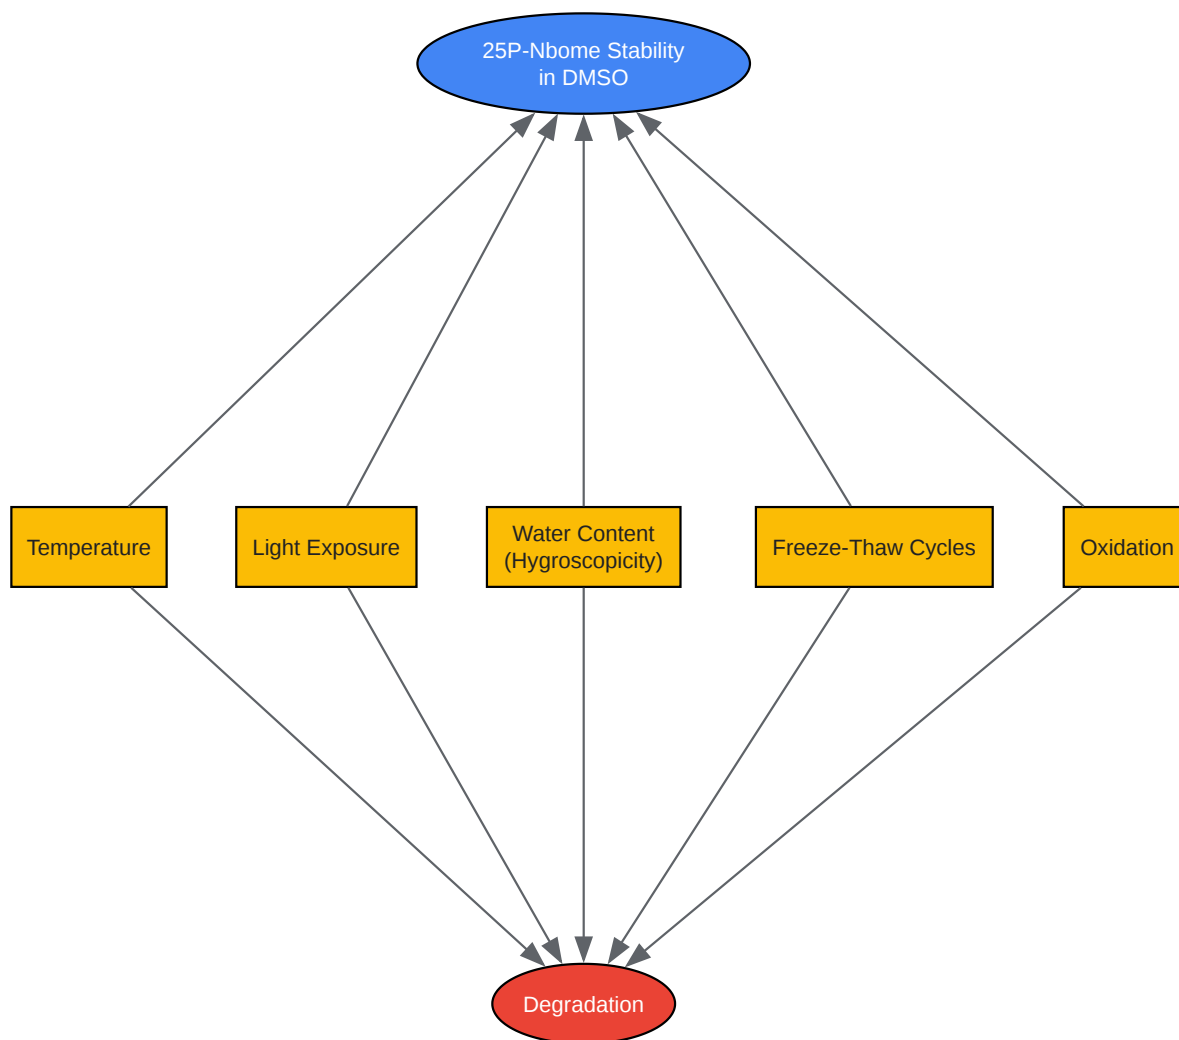 25P-Nbome Stability
in DMSO
Temperature
Light Exposure
Water Content
(Hygroscopicity)
Freeze-Thaw Cycles
Oxidation
Degradation